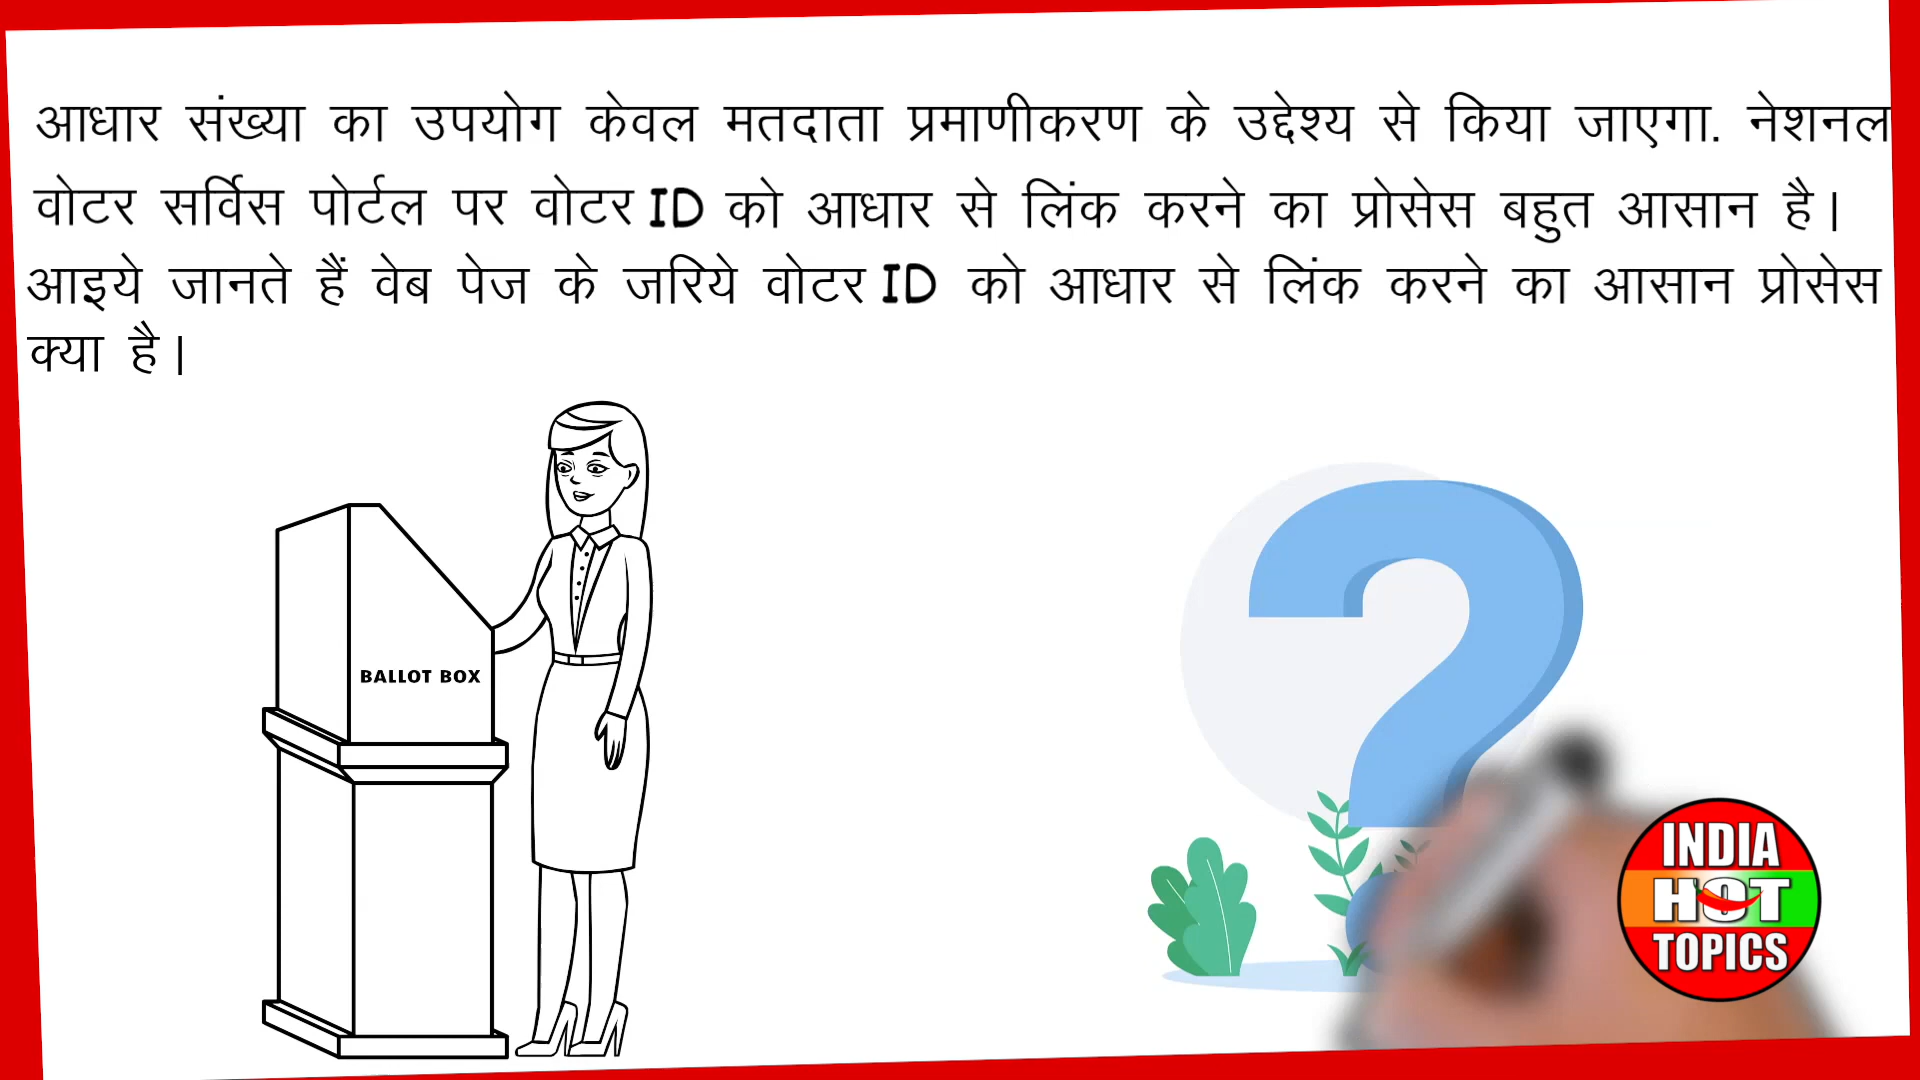 आधार संख्या का उपयोग केवल मतदाता प्रमाणीकरण के उद्देश्य से किया जाएगा. नेशनल
वोटर सर्विस पोर्टल पर वोटर ID को आधार से लिंक करने का प्रोसेस बहुत आसान है।
आइये जानते हैं वेब पेज के जरिये वोटर ID को आधार से लिंक करने का आसान प्रोसेस
क्या है।
BALLOT BOX
INDIA
HOT
TOPICS